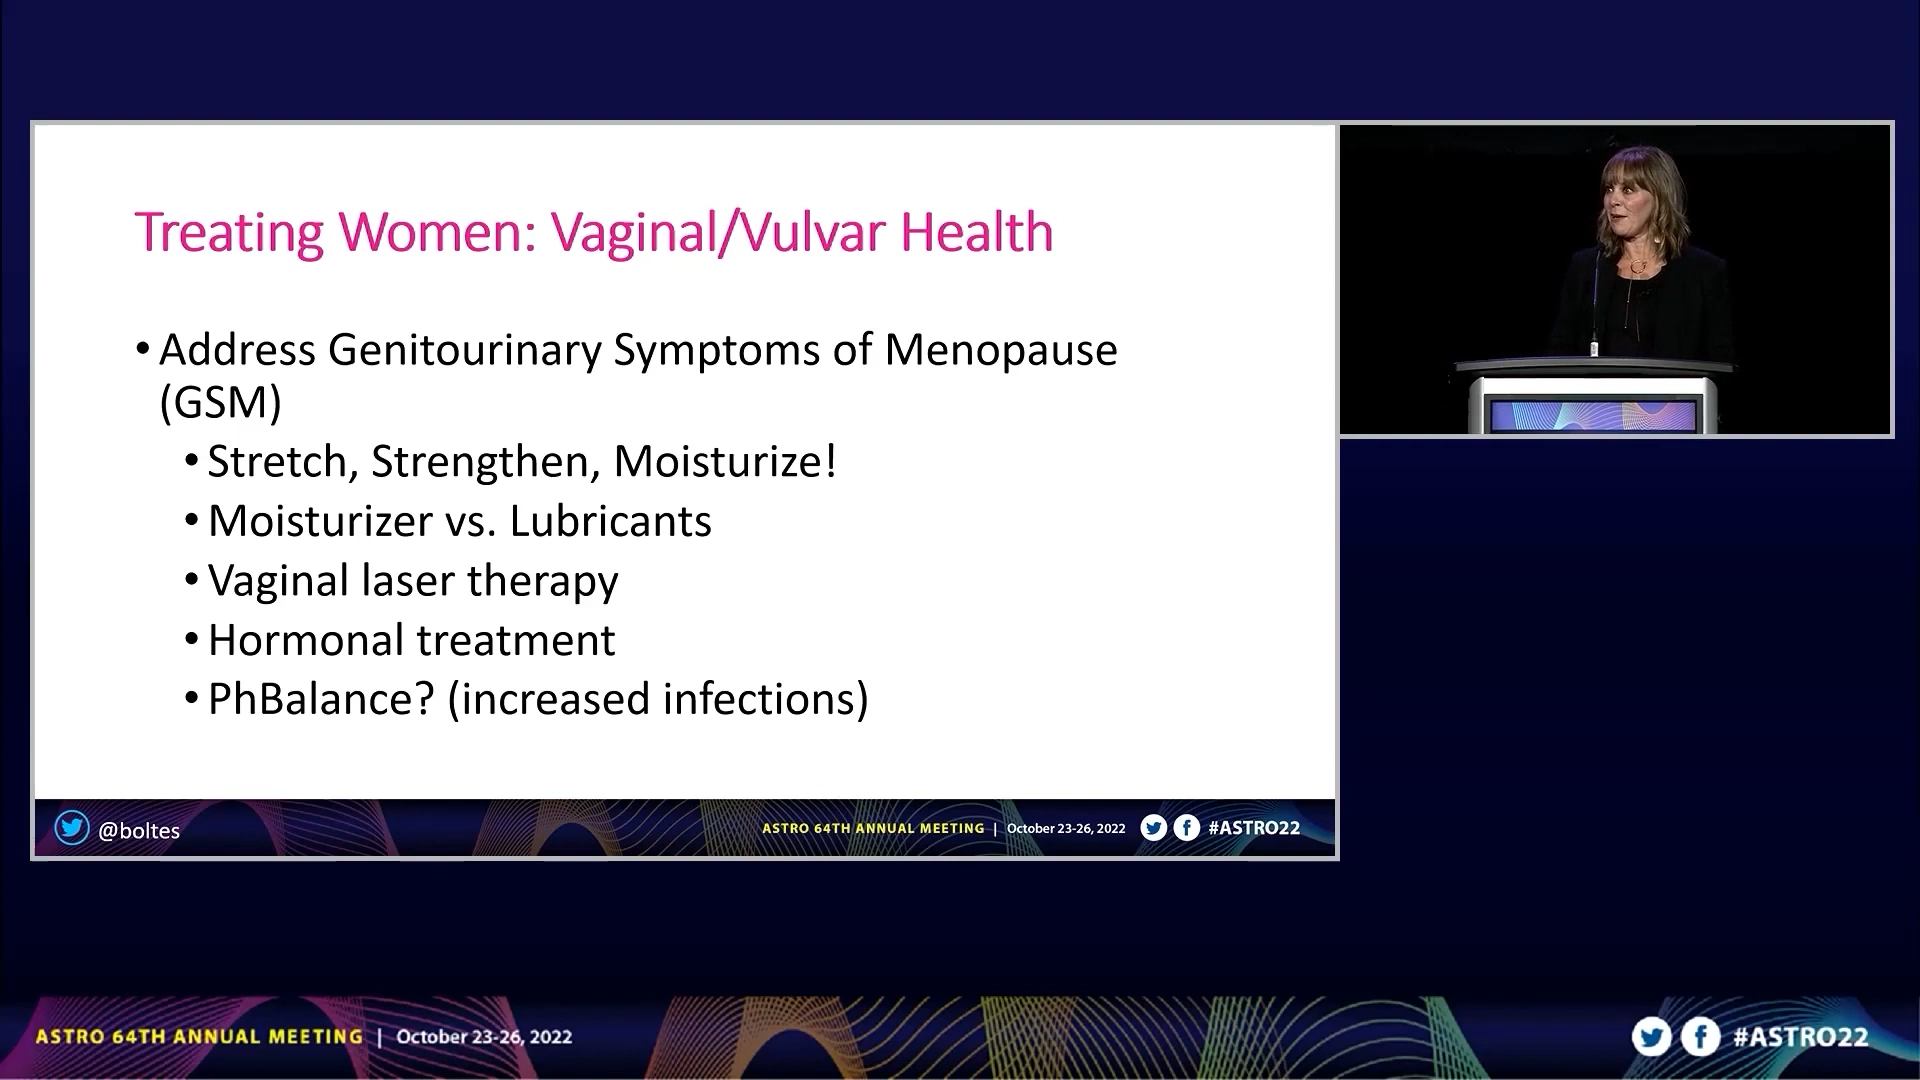 Treating Women: Vaginal/Vulvar Health
• Address Genitourinary Symptoms of Menopause
(GSM)
• Stretch, Strengthen, Moisturize!
• Moisturizer vs. Lubricants
• Vaginal laser therapy
• Hormonal treatment
• PhBalance? (increased infections)
@boltes
ASTRO 64TH ANNUAL MEETING | October 23-26, 2022 #ASTRO22
ASTRO 64TH ANNUAL MEETING | October 23-26, 2022 #ASTRO22